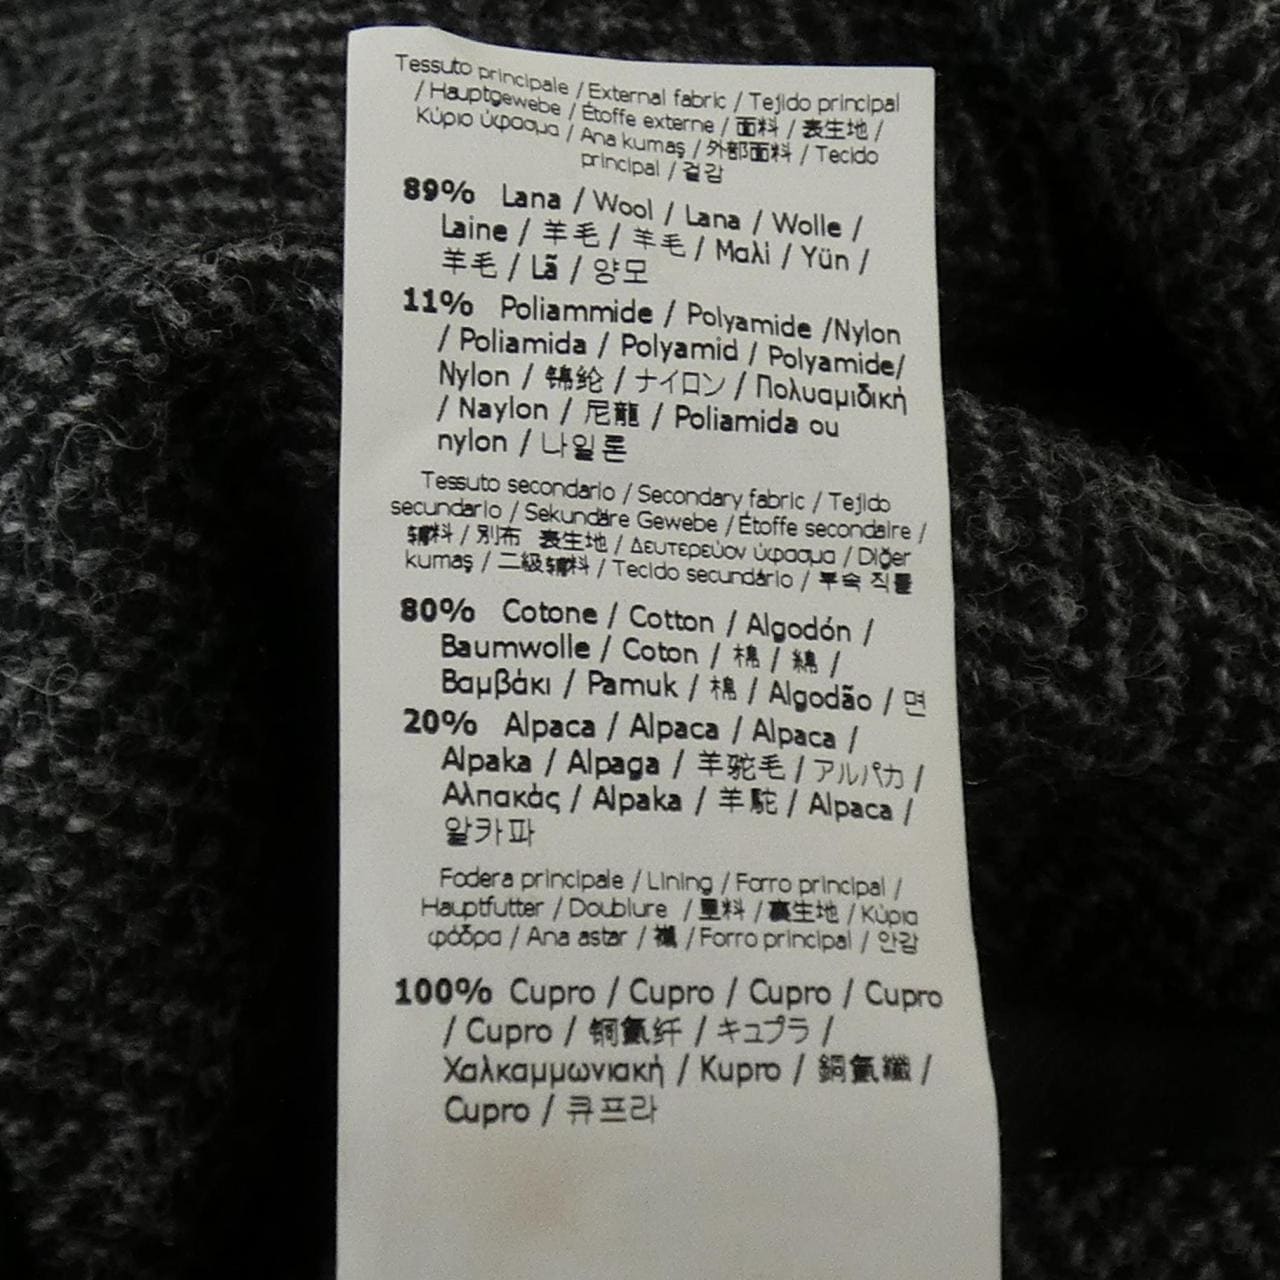 Tessuto principale / External fabric / Tejido principal
/ Hauptgewebe / Étoffe externe / 面料 / 表生地 /
Κύριο ύφασμα / Ana kumaş / 外部面料 / Tecido
principal / 겉감
89% Lana / Wool / Lana / Wolle /
Laine / 羊毛 / 羊毛 / Μαλί / Yün /
羊毛 / Lã / 양모
11% Poliammide / Polyamide /Nylon
/ Poliamida / Polyamid / Polyamide/
Nylon / 锦纶 / ナイロン / Πολυαμιδική
/ Naylon / 尼龍 / Poliamida ou
nylon / 나일론
Tessuto secondario / Secondary fabric / Tejido
secundario / Sekundäre Gewebe / Étoffe secondaire /
辅料 / 別布 表生地 / Δευτερεύον ύφασμα / Diğer
kumaş / 二級辅料 / Tecido secundário / 부속 직물
80% Cotone / Cotton / Algodón /
Baumwolle / Coton / 棉 / 綿 /
Βαμβάκι / Pamuk / 棉 / Algodão / 면
20% Alpaca / Alpaca / Alpaca /
Alpaka / Alpaga / 羊驼毛 / アルパカ /
Αλπακάς / Alpaka / 羊駝 / Alpaca /
알카파
Fodera principale / Lining / Forro principal /
Hauptfutter / Doublure / 里料 / 裏生地 / Κύρια
φόδρα / Ana astar / 襯 / Forro principal / 안감
100% Cupro / Cupro / Cupro / Cupro
/ Cupro / 铜氨纤 / キュプラ /
Χαλκαμμωνιακή / Kupro / 銅氨纖 /
Cupro / 큐프라